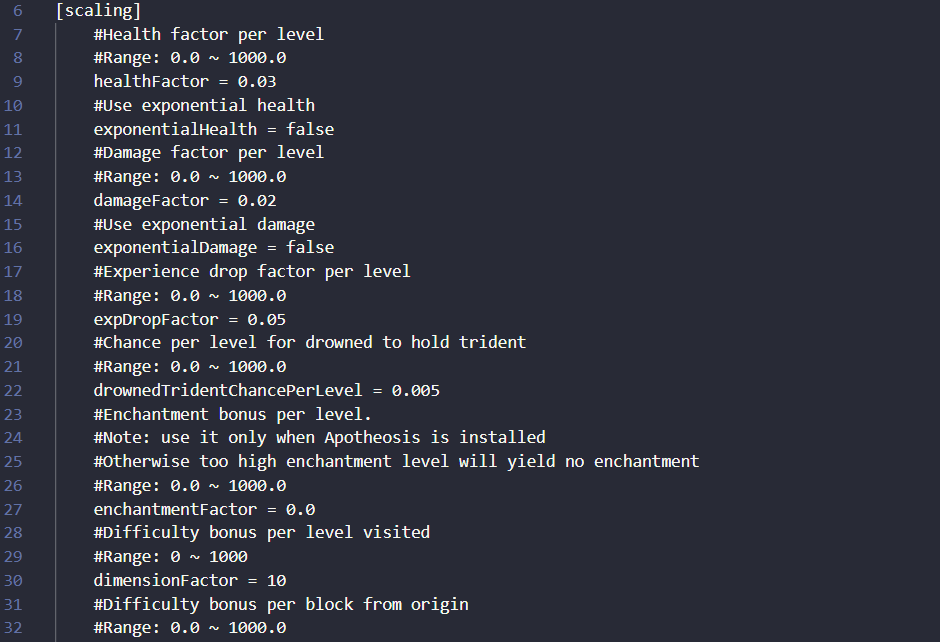 6 [scaling]
7 #Health factor per level
8 #Range: 0.0 ~ 1000.0
9 healthFactor = 0.03
10 #Use exponential health
11 exponentialHealth = false
12 #Damage factor per level
13 #Range: 0.0 ~ 1000.0
14 damageFactor = 0.02
15 #Use exponential damage
16 exponentialDamage = false
17 #Experience drop factor per level
18 #Range: 0.0 ~ 1000.0
19 expDropFactor = 0.05
20 #Chance per level for drowned to hold trident
21 #Range: 0.0 ~ 1000.0
22 drownedTridentChancePerLevel = 0.005
23 #Enchantment bonus per level.
24 #Note: use it only when Apotheosis is installed
25 #Otherwise too high enchantment level will yield no enchantment
26 #Range: 0.0 ~ 1000.0
27 enchantmentFactor = 0.0
28 #Difficulty bonus per level visited
29 #Range: 0 ~ 1000
30 dimensionFactor = 10
31 #Difficulty bonus per block from origin
32 #Range: 0.0 ~ 1000.0